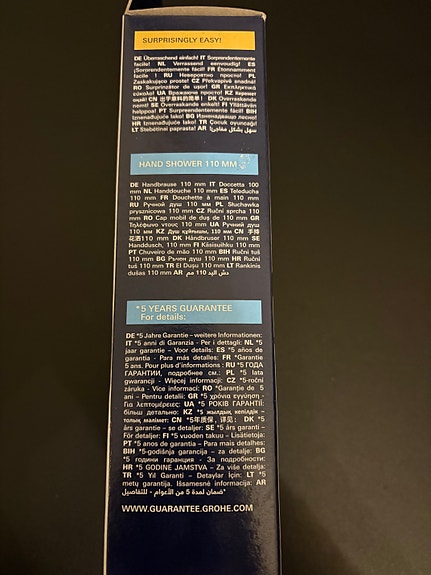 SURPRISINGLY EASY!
DE Überraschend einfach! IT Sorprendentemente
facile! NL Verrassend eenvoudig! ES
¡Sorprendentemente fácil! FR Étonnamment
facile ! RU Невероятно просто! PL
Zaskakująco proste! CZ Překvapivě snadné!
RO Surprinzător de uşor! GR Εκπληκτικά
εύκολο! UA Вражаючи просто! KZ
CN 出乎意料的简单! DK Overraskende
nemt! SE Överraskande enkelt! FI Yllättävän
helppoa! PT Surpreendentemente fácil! BIH
Iznenađujuće lako! BG Изненадващо лесно!
HR Iznenađujuće lako! TR Çok
LT Stebėtinai paprasta! AR سهل بشكل مفاجئ!
HAND SHOWER 110 MM
DE Handbrause 110 mm IT Doccetta 100
mm NL Handdouche 110 mm ES Teleducha
110 mm FR Douchette à main 110 mm
RU Ручной душ 110 мм PL Słuchawka
prysznicowa 110 mm CZ Ruční sprcha 110
mm RO Cap mobil de duş de 110 mm GR
Τηλέφωνο ντους 110 mm UA Ручний душ
110 мм KZ Душ құлпышы, 110 мм CN 手持
花洒110 mm DK Håndbruser 110 mm SE
Handdusch, 110 mm FI Käsisuihku 110 mm
PT Chuveiro de mão 110 mm BIH Ručni tuš
110 mm BG Ръчен душ 110 мм HR Ručni
tuš 110 mm TR El Duşu 110 mm LT Rankinis
dušas 110 mm AR دش اليد 110 مم
*5 YEARS GUARANTEE
For details:
DE *5 Jahre Garantie – weitere Informationen:
IT *5 anni di Garanzia - Per i dettagli: NL *5
jaar garantie – Voor details: ES *5 años de
garantía - Para más detalles: FR *Garantie
5 ans. Pour plus d'informations : RU *5 ГОДА
ГАРАНТИИ, подробнее см.: PL *5 lata
gwarancji - Więcej informacji: CZ *5-roční
záruka - Více informací: RO *Garanţie de 5
ani – Pentru detalii: GR *5 χρόνια εγγύηση -
Για λεπτομέρειες: UA *5 РОКІВ ГАРАНТІЇ:
більш детально: KZ *5 жылдық кепілдік –
толық мәлімет: CN *5年质保，详见: DK *5
års garanti – se detaljer: SE *5 års garanti –
För detaljer: FI *5 vuoden takuu – Lisätietoja:
PT *5 anos de garantia – Para mais detalhes:
BIH *5-godišnja garancija – za detalje: BG
*5 години гаранция - За подробности:
HR *5 GODINE JAMSTVA – Za više detalja:
TR *5 Yıl Garanti – Detaylar İçin: LT *5
metų garantija. Išsamesnė informacija: AR
*ضمان لمدة 5 من الأعوام - للتفاصيل
WWW.GUARANTEE.GROHE.COM